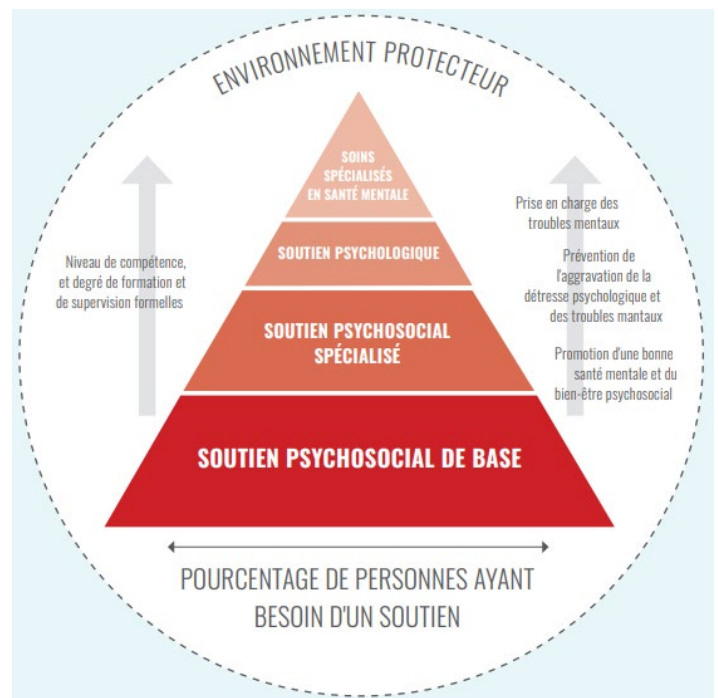 ENVIRONNEMENT PROTECTEUR
SOINS
SPÉCIALISÉS
EN SANTÉ MENTALE
SOUTIEN PSYCHOLOGIQUE
SOUTIEN PSYCHOSOCIAL
SPÉCIALISÉ
SOUTIEN PSYCHOSOCIAL DE BASE
Niveau de compétence,
et degré de formation et
de supervision formelles
Prise en charge des
troubles mentaux
Prévention de
l'aggravation de la
détresse psychologique et
des troubles mantaux
Promotion d'une bonne
santé mentale et du
bien-être psychosocial
POURCENTAGE DE PERSONNES AYANT
BESOIN D'UN SOUTIEN